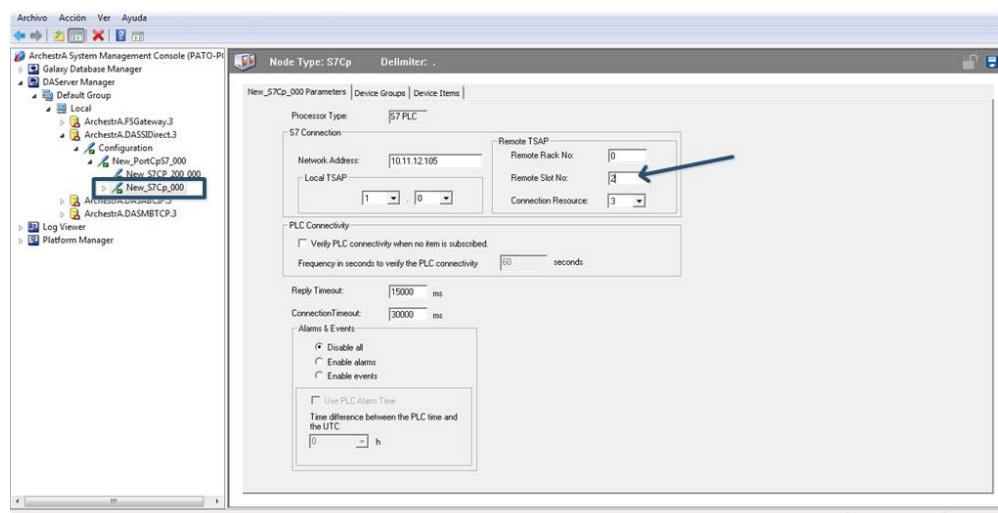 Archivo Acción Ver Ayuda
ArchestrA System Management Console (PATO-P
Galaxy Database Manager
DAServer Manager
Default Group
Local
ArchestrA.FSGateway.3
ArchestrA.DASSIDirect.3
Configuration
New_PortCpS7_000
New_S7CP_200_000
New_S7Cp_000
ArchestrA.DASABCIP.3
ArchestrA.DASMBTCP.3
Log Viewer
Platform Manager
Node Type: S7Cp Delimiter: .
New_S7Cp_000 Parameters Device Groups Device Items
Processor Type: S7 PLC
S7 Connection
Network Address: 10.11.12.105
Local TSAP
1 . 0
Remote TSAP
Remote Rack No: 0
Remote Slot No: 2
Connection Resource: 3
PLC Connectivity
Verify PLC connectivity when no item is subscribed.
Frequency in seconds to verify the PLC connectivity 60 seconds
Reply Timeout: 15000 ms
ConnectionTimeout: 30000 ms
Alarms & Events
Disable all
Enable alarms
Enable events
Use PLC Alarm Time
Time difference between the PLC time and
the UTC
0 h